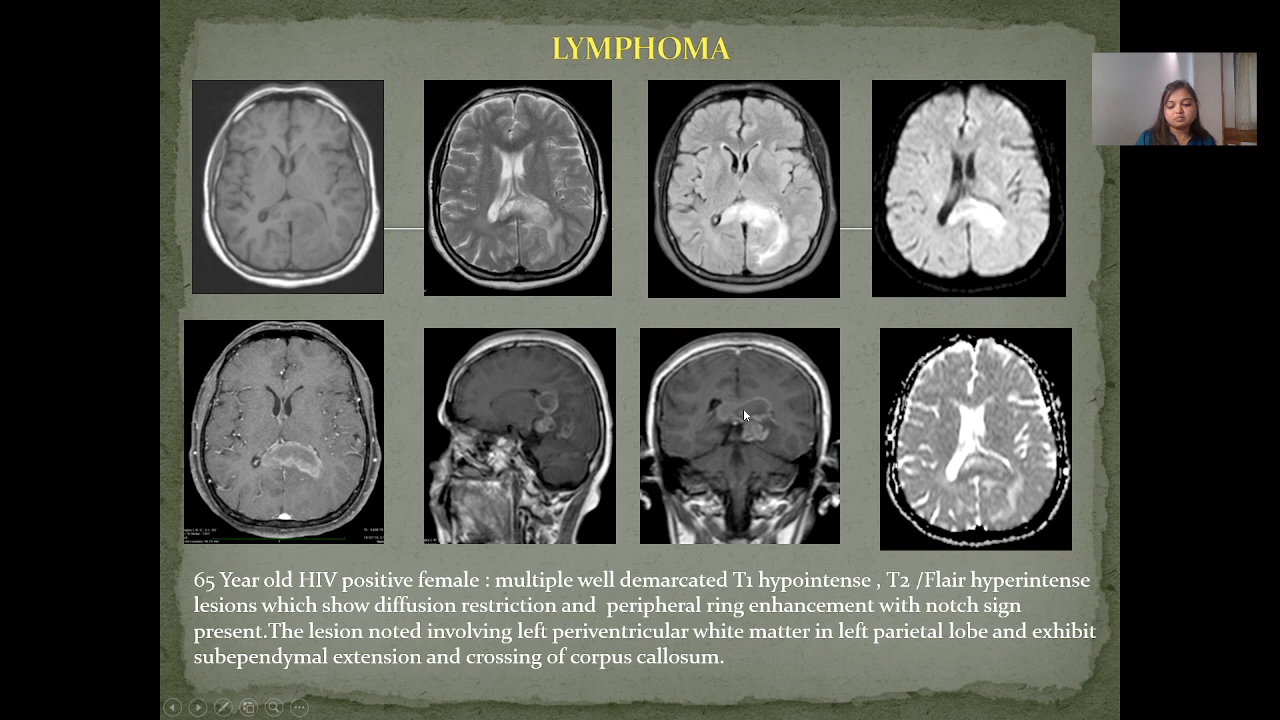 LYMPHOMA
65 Year old HIV positive female : multiple well demarcated T1 hypointense , T2 /Flair hyperintense
lesions which show diffusion restriction and peripheral ring enhancement with notch sign
present.The lesion noted involving left periventricular white matter in left parietal lobe and exhibit
subependymal extension and crossing of corpus callosum.